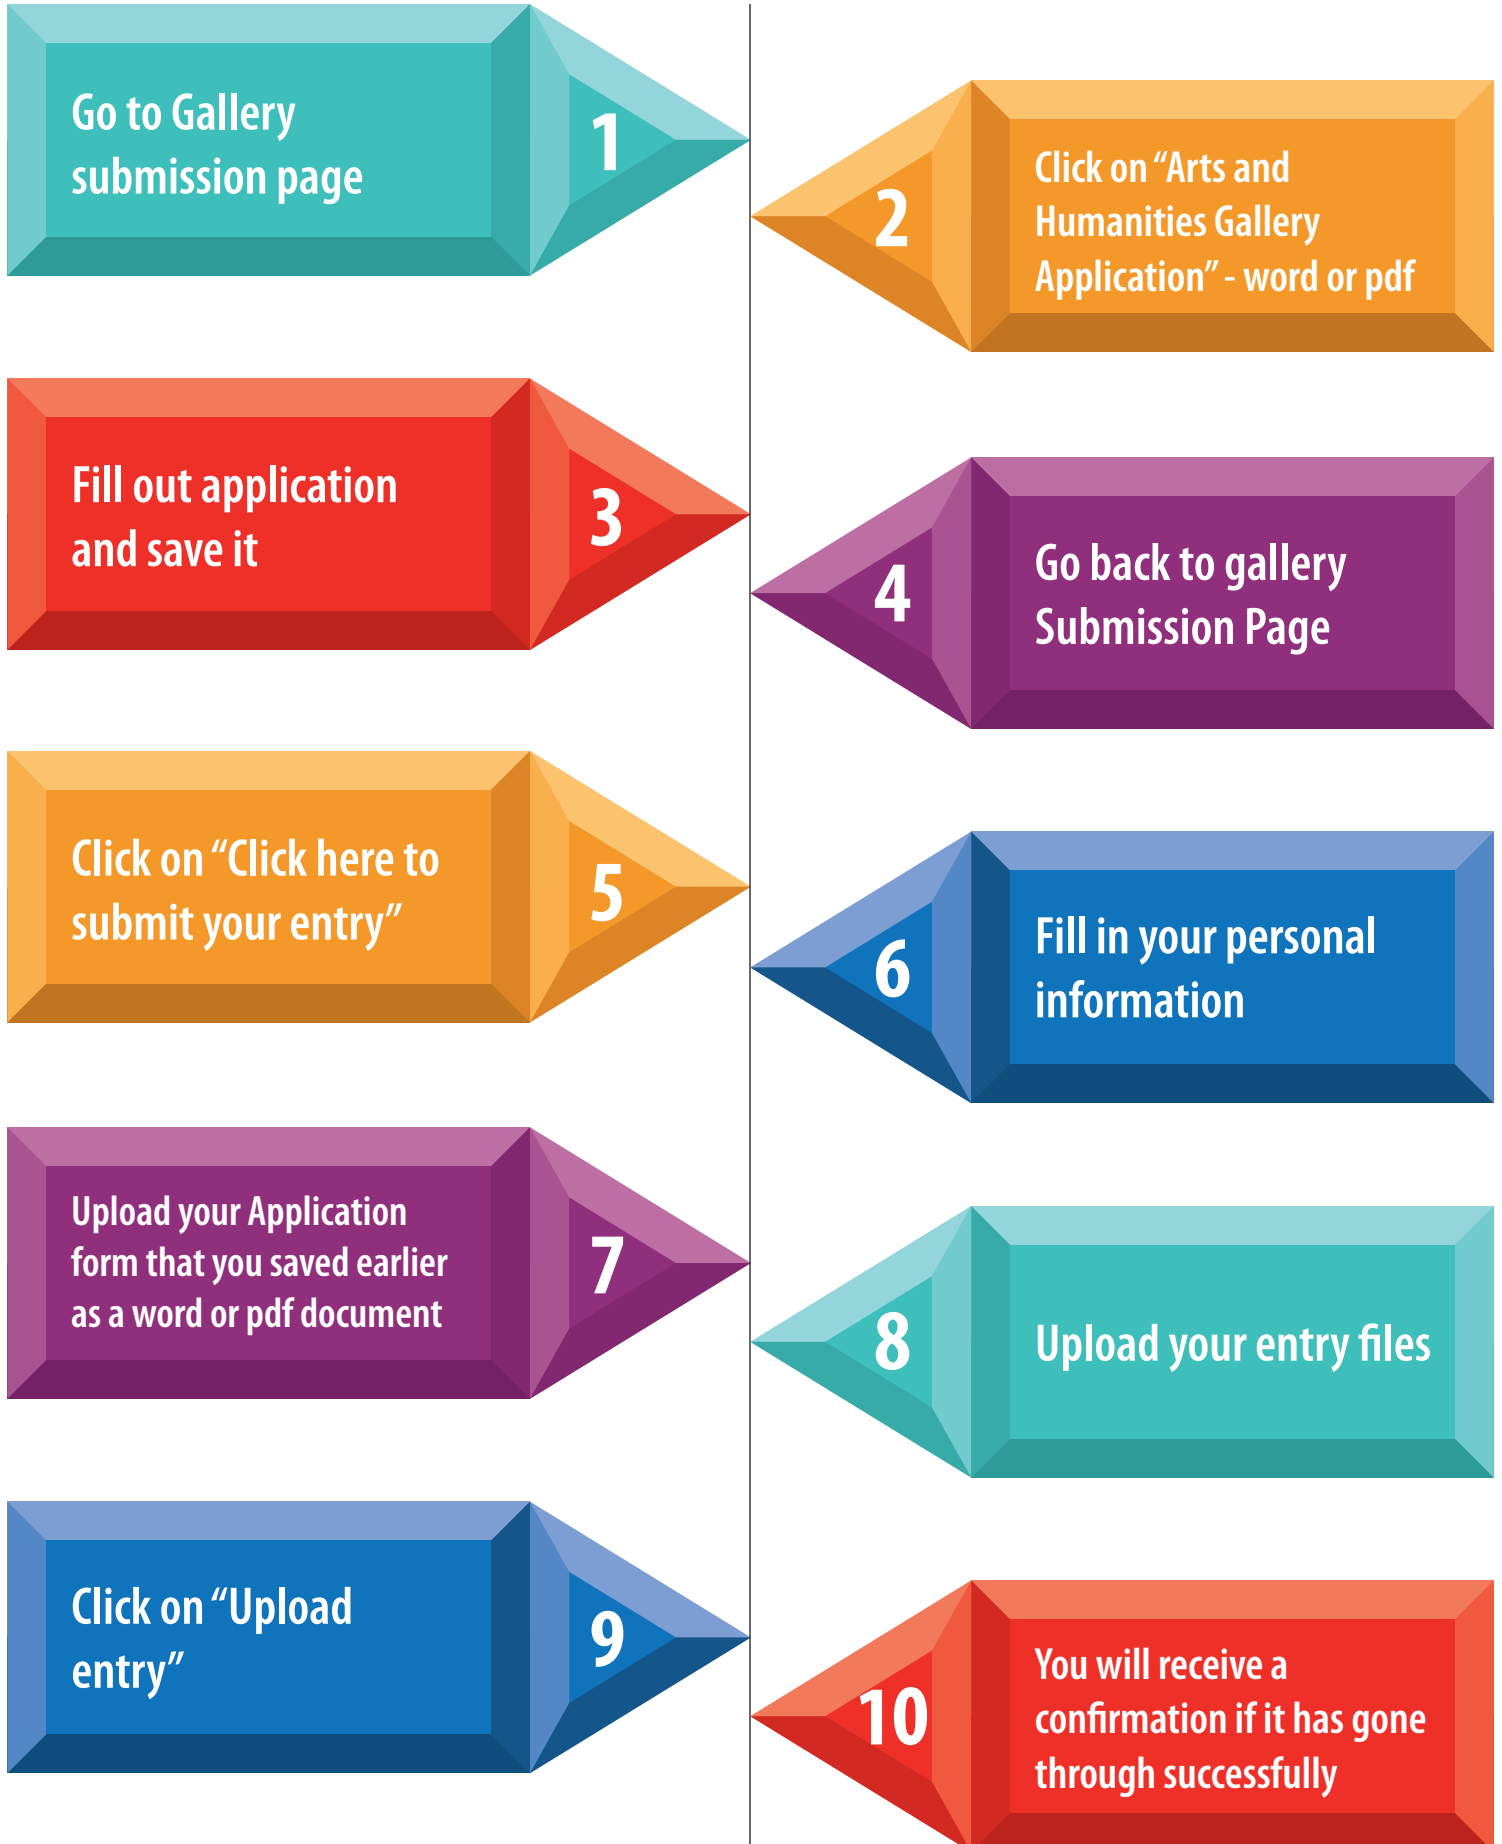 Go to Gallery
submission page
1
2
Click on “Arts and
Humanities Gallery
Application” - word or pdf
Fill out application
and save it
3
4
Go back to gallery
Submission Page
Click on “Click here to
submit your entry”
5
6
Fill in your personal
information
Upload your Application
form that you saved earlier
as a word or pdf document
7
8
Upload your entry files
Click on “Upload
entry”
9
10
You will receive a
confirmation if it has gone
through successfully